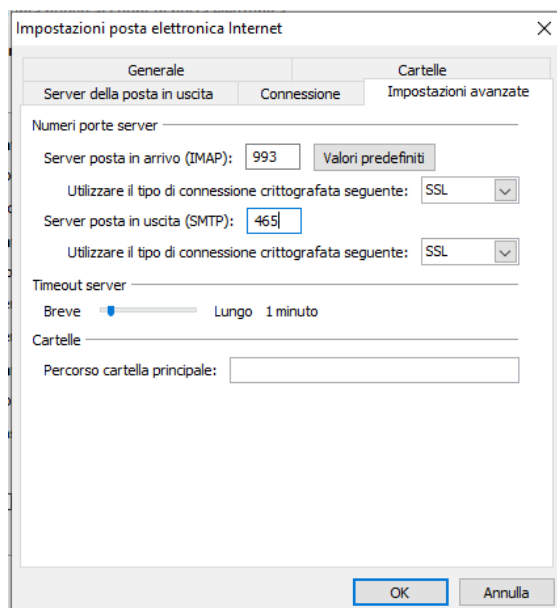 Impostazioni posta elettronica Internet
Generale
Cartelle
Server della posta in uscita
Connessione
Impostazioni avanzate
Numeri porte server
Server posta in arrivo (IMAP): 993 Valori predefiniti
Utilizzare il tipo di connessione crittografata seguente: SSL
Server posta in uscita (SMTP): 465
Utilizzare il tipo di connessione crittografata seguente: SSL
Timeout server
Breve Lungo 1 minuto
Cartelle
Percorso cartella principale:
OK Annulla